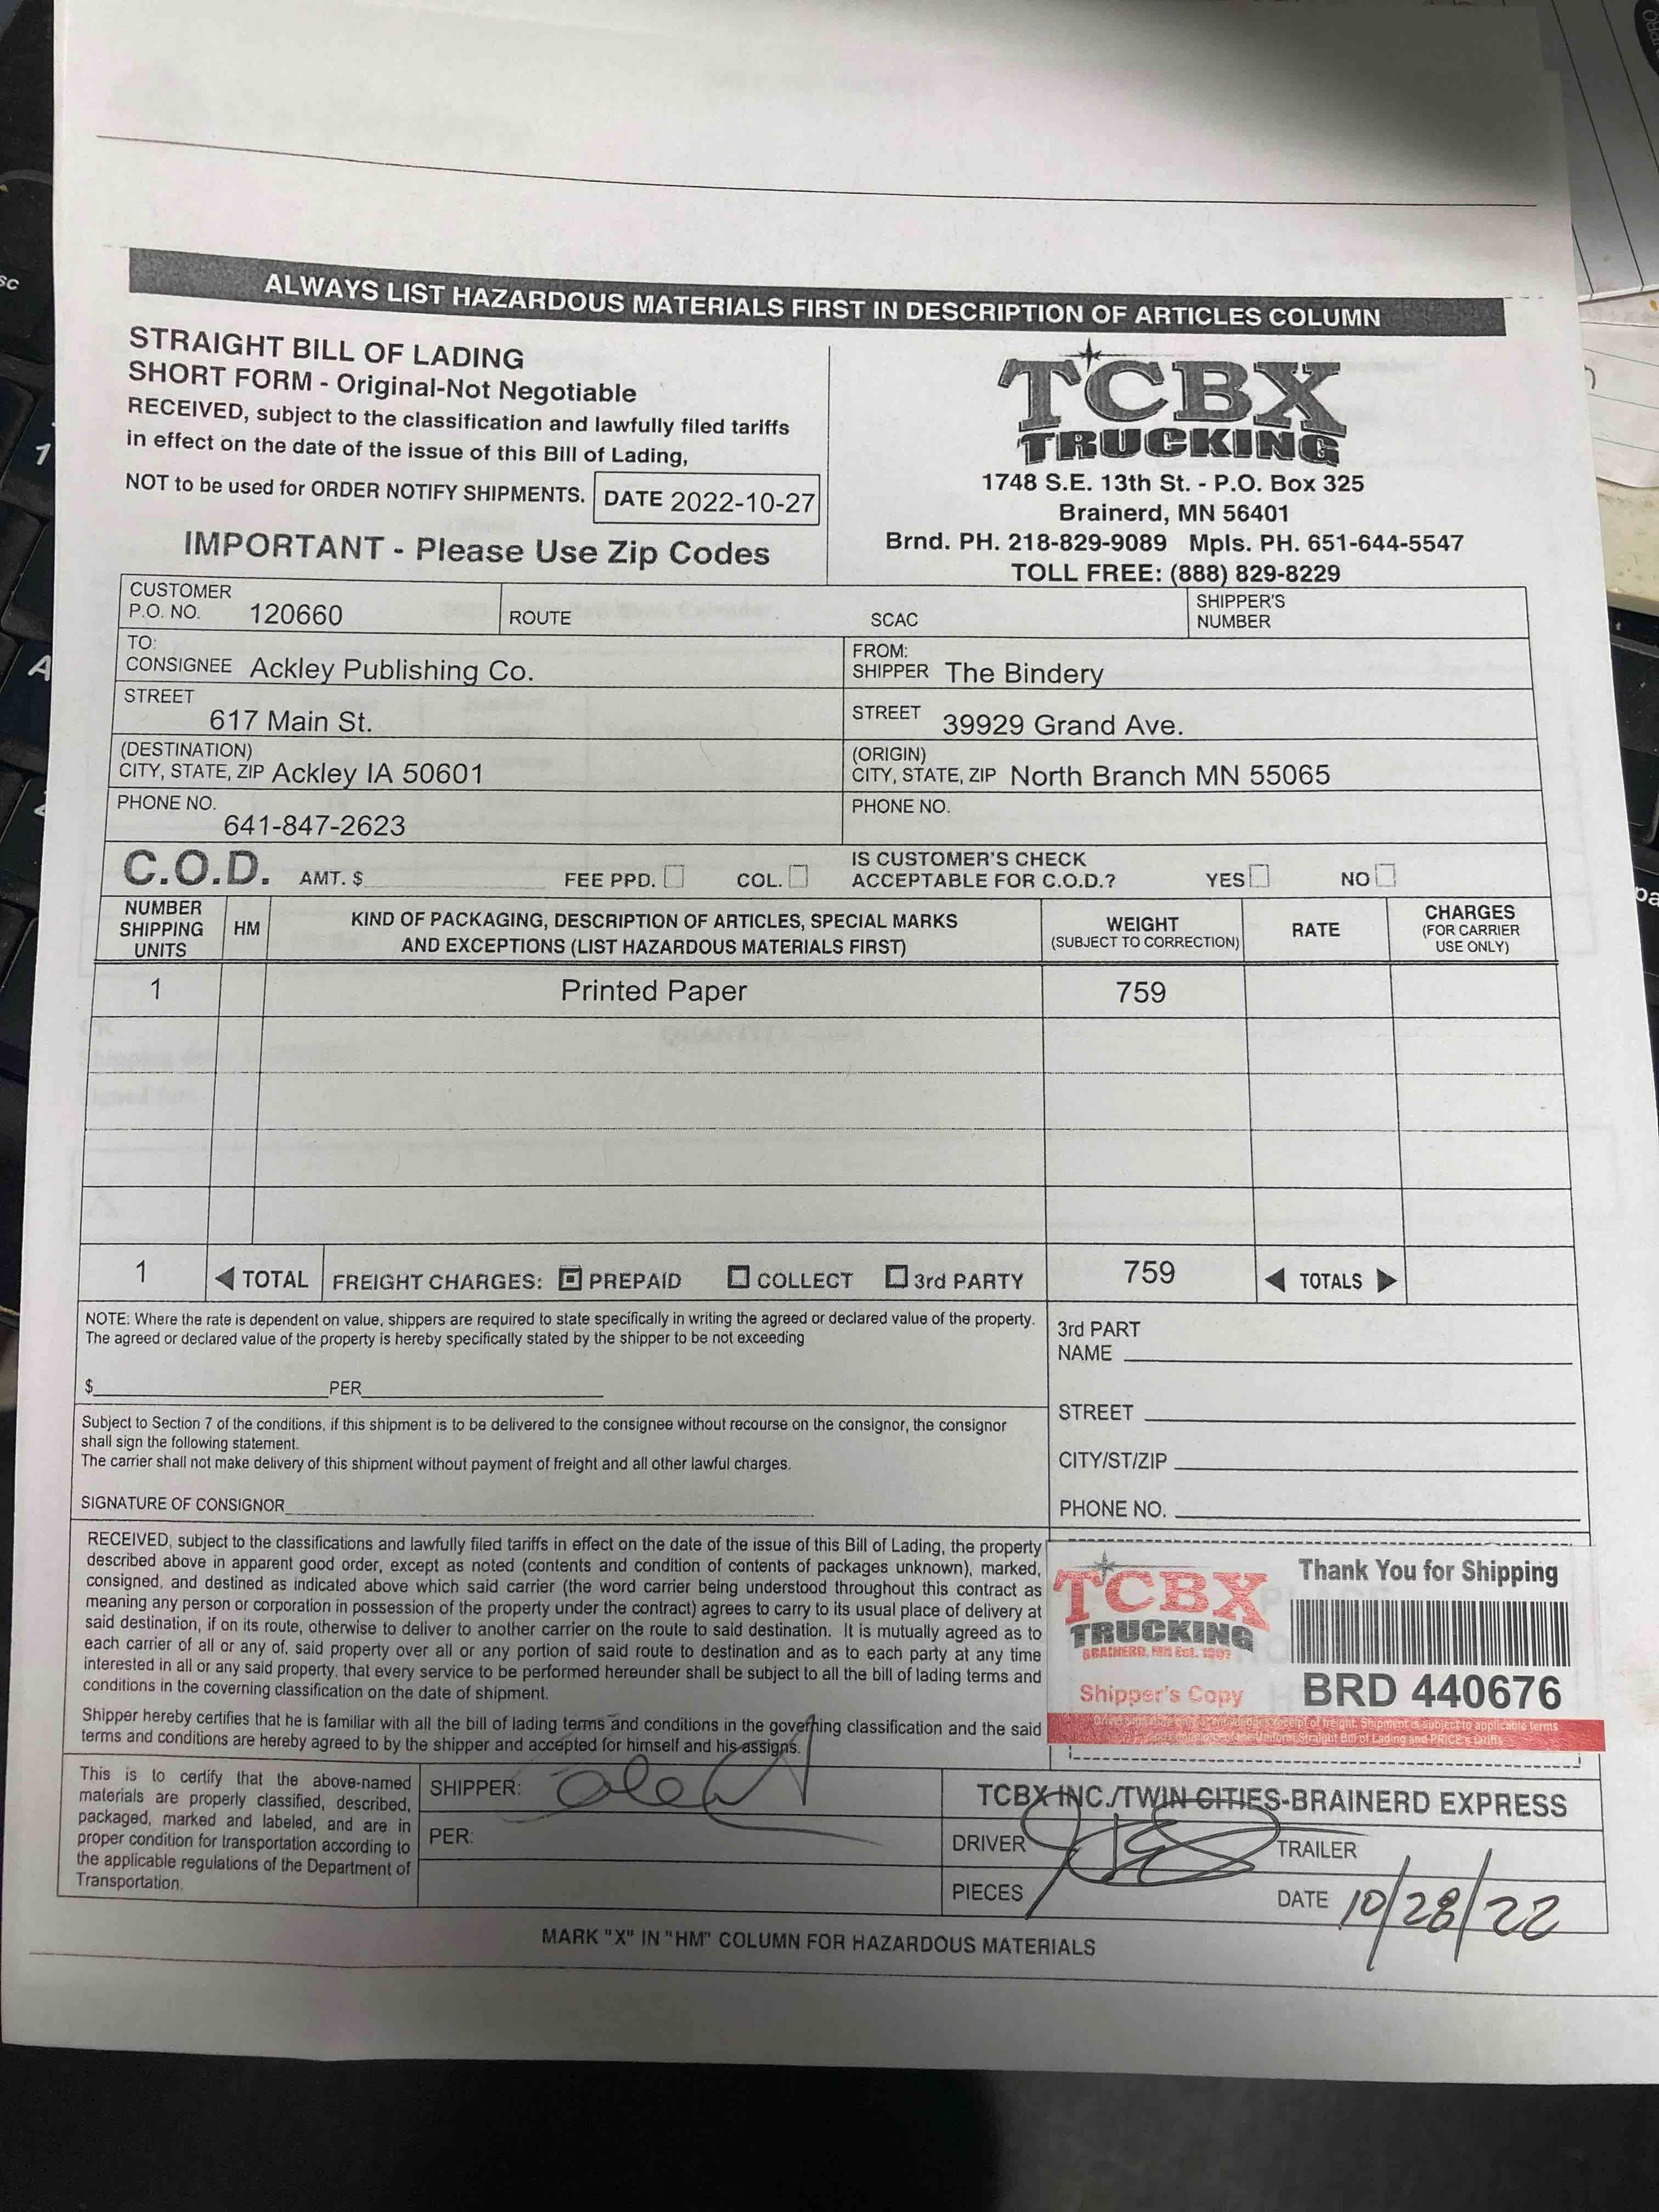 ALWAYS LIST HAZARDOUS MATERIALS FIRST IN DESCRIPTION OF ARTICLES COLUMN
STRAIGHT BILL OF LADING
SHORT FORM - Original-Not Negotiable
RECEIVED, subject to the classification and lawfully filed tariffs
in effect on the date of the issue of this Bill of Lading,
NOT to be used for ORDER NOTIFY SHIPMENTS. DATE 2022-10-27
IMPORTANT - Please Use Zip Codes
TCBX
TRUCKING
1748 S.E. 13th St. - P.O. Box 325
Brainerd, MN 56401
Brnd. PH. 218-829-9089 Mpls. PH. 651-644-5547
TOLL FREE: (888) 829-8229
CUSTOMER
P.O. NO. 120660
ROUTE
SCAC
SHIPPER'S
NUMBER
TO:
CONSIGNEE Ackley Publishing Co.
FROM:
SHIPPER The Bindery
STREET
617 Main St.
STREET 39929 Grand Ave.
(DESTINATION)
CITY, STATE, ZIP Ackley IA 50601
(ORIGIN)
CITY, STATE, ZIP North Branch MN 55065
PHONE NO.
641-847-2623
PHONE NO.
C.O.D. AMT. $ FEE PPD. COL.
IS CUSTOMER'S CHECK
ACCEPTABLE FOR C.O.D.? YES NO
NUMBER
SHIPPING
UNITS
HM
KIND OF PACKAGING, DESCRIPTION OF ARTICLES, SPECIAL MARKS
AND EXCEPTIONS (LIST HAZARDOUS MATERIALS FIRST)
WEIGHT
(SUBJECT TO CORRECTION)
RATE
CHARGES
(FOR CARRIER
USE ONLY)
1 Printed Paper 759
1 TOTAL FREIGHT CHARGES: PREPAID COLLECT 3rd PARTY 759 TOTALS
NOTE: Where the rate is dependent on value, shippers are required to state specifically in writing the agreed or declared value of the property.
The agreed or declared value of the property is hereby specifically stated by the shipper to be not exceeding
$ PER
3rd PART
NAME
STREET
CITY/ST/ZIP
PHONE NO.
Subject to Section 7 of the conditions, if this shipment is to be delivered to the consignee without recourse on the consignor, the consignor
shall sign the following statement.
The carrier shall not make delivery of this shipment without payment of freight and all other lawful charges.
SIGNATURE OF CONSIGNOR
RECEIVED, subject to the classifications and lawfully filed tariffs in effect on the date of the issue of this Bill of Lading, the property
described above in apparent good order, except as noted (contents and condition of contents of packages unknown), marked,
consigned, and destined as indicated above which said carrier (the word carrier being understood throughout this contract as
meaning any person or corporation in possession of the property under the contract) agrees to carry to its usual place of delivery at
said destination, if on its route, otherwise to deliver to another carrier on the route to said destination. It is mutually agreed as to
each carrier of all or any of, said property over all or any portion of said route to destination and as to each party at any time
interested in all or any said property, that every service to be performed hereunder shall be subject to all the bill of lading terms and
conditions in the coverning classification on the date of shipment.
Shipper hereby certifies that he is familiar with all the bill of lading terms and conditions in the governing classification and the said
terms and conditions are hereby agreed to by the shipper and accepted for himself and his assigns.
TCBX
TRUCKING
Shipper's Copy
Thank You for Shipping
BRD 440676
This is to certify that the above-named
materials are properly classified, described,
packaged, marked and labeled, and are in
proper condition for transportation according to
the applicable regulations of the Department of
Transportation.
SHIPPER:
PER:
TCBX INC./TWIN CITIES-BRAINERD EXPRESS
DRIVER TRAILER
PIECES DATE 10/28/22
MARK "X" IN "HM" COLUMN FOR HAZARDOUS MATERIALS